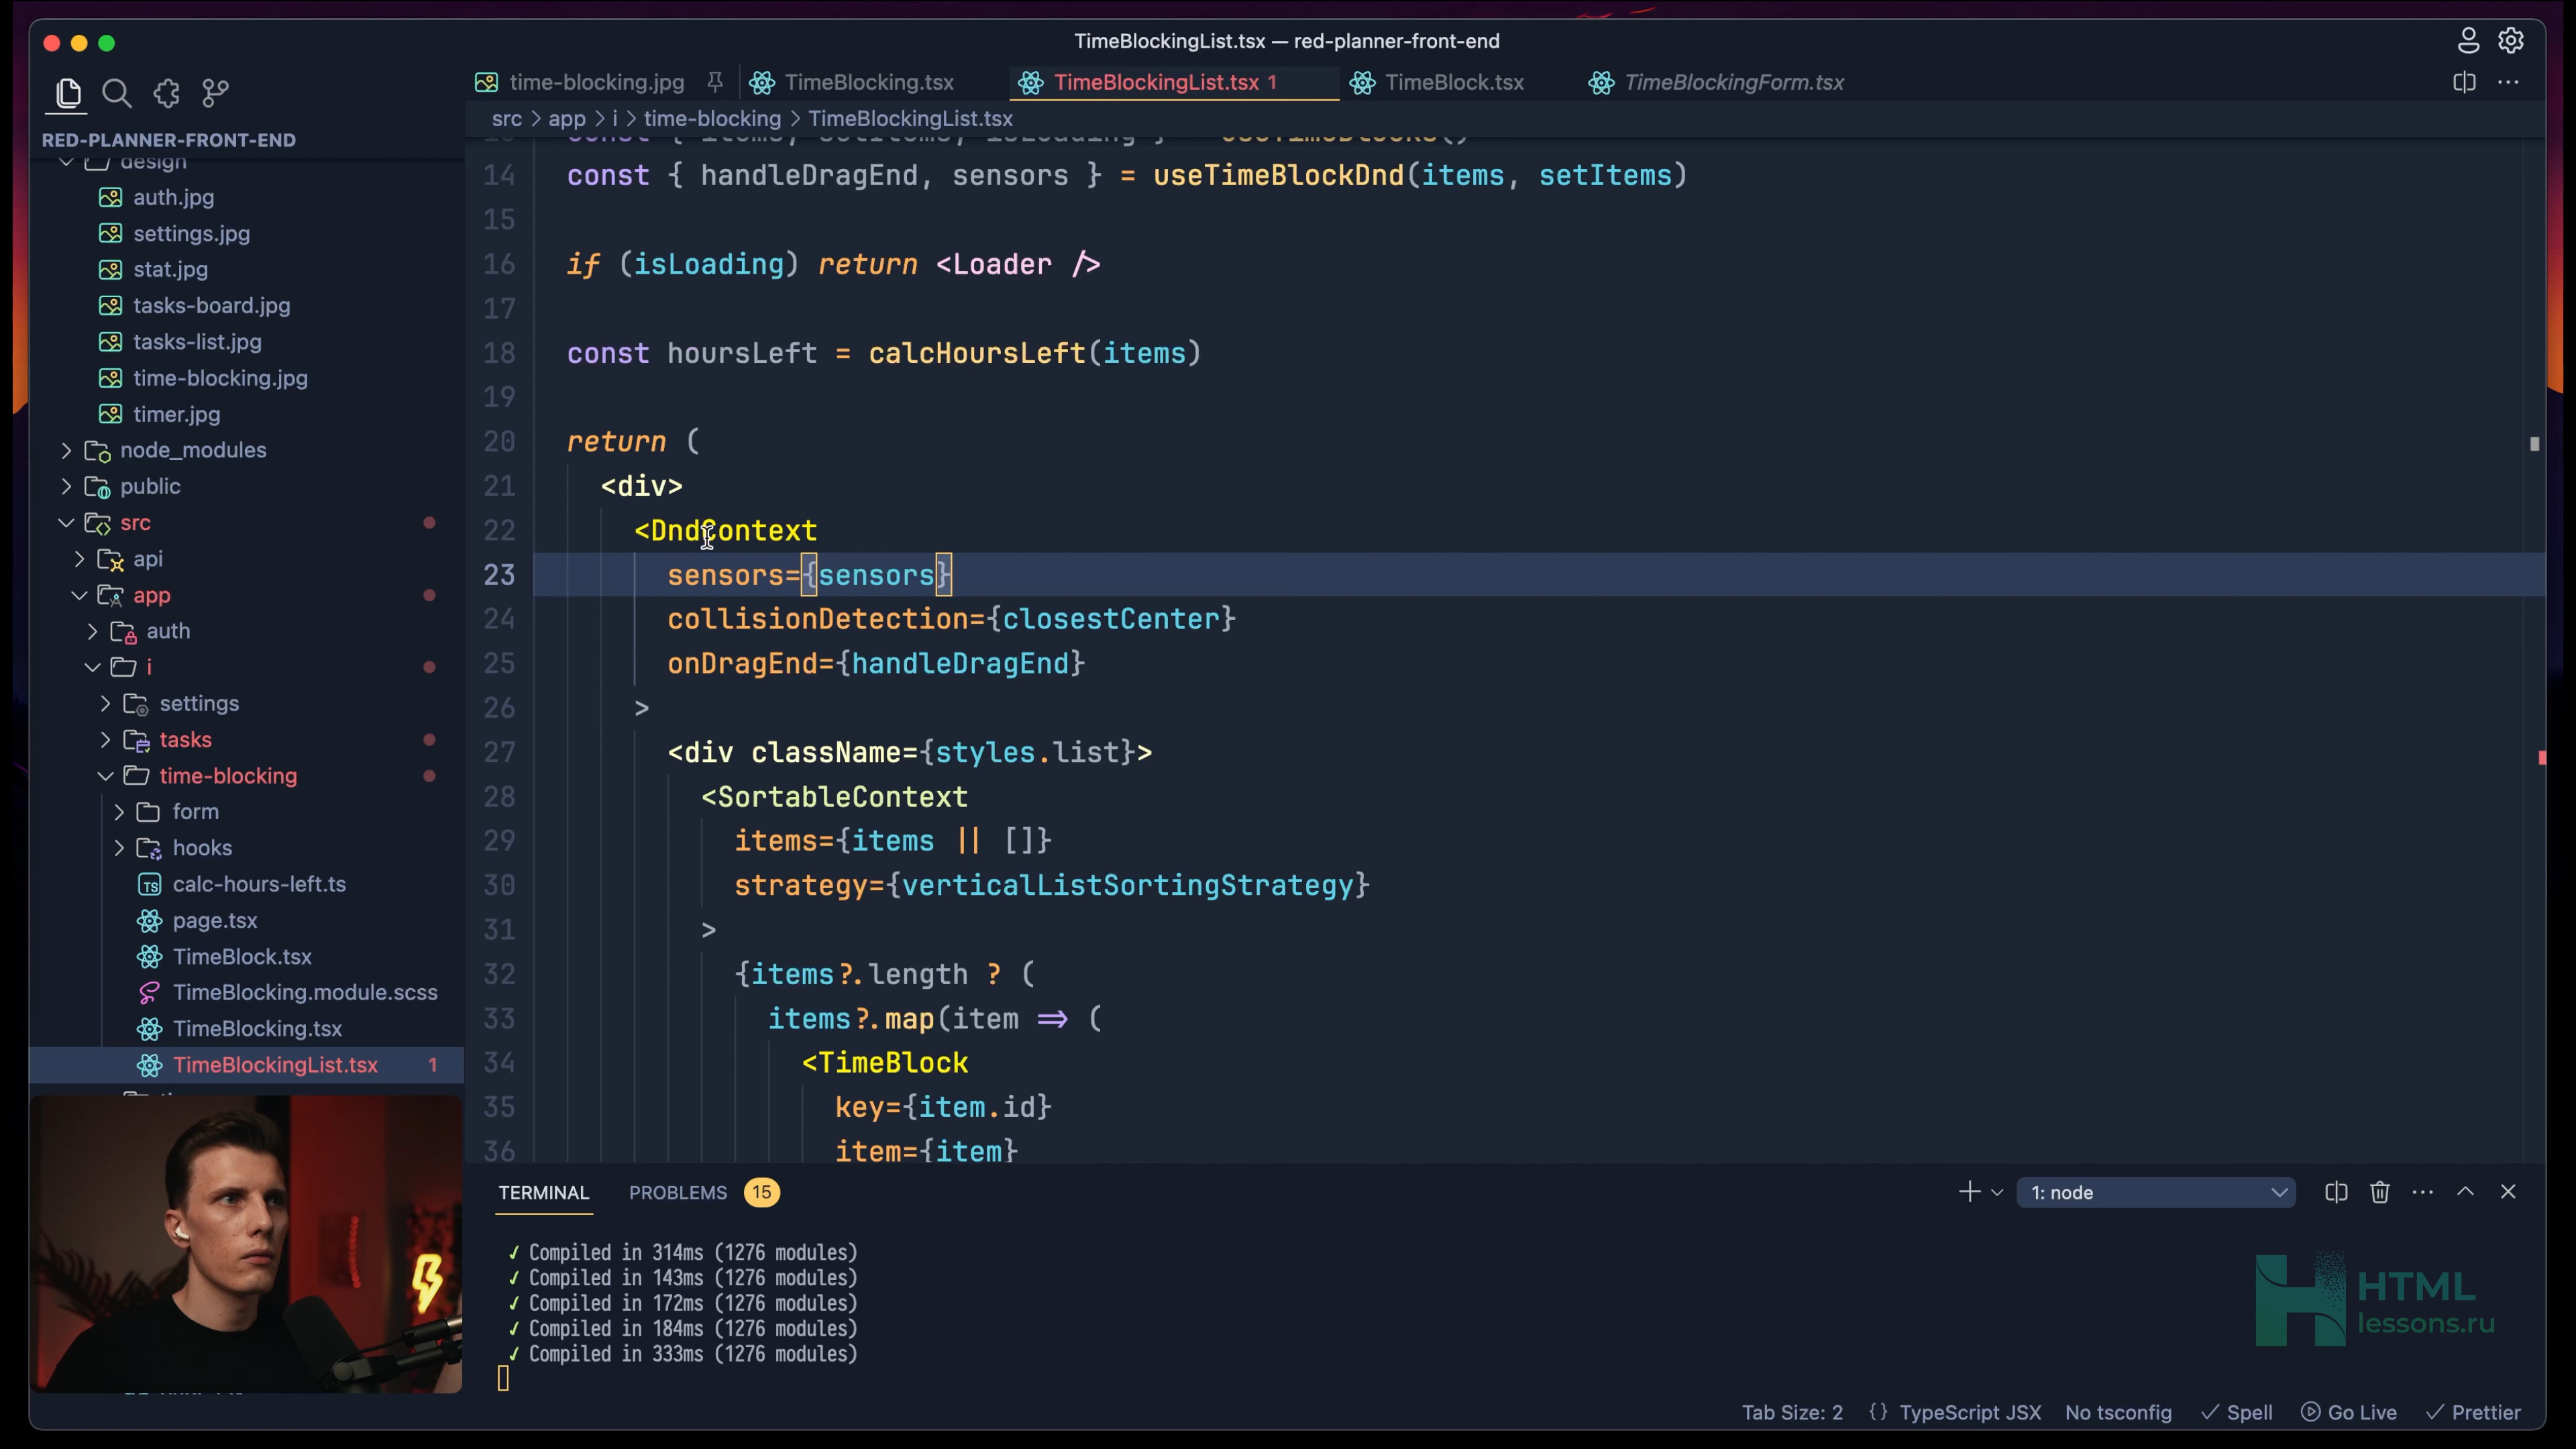 TimeBlockingList.tsx — red-planner-front-end
time-blocking.jpg
TimeBlocking.tsx
TimeBlockingList.tsx 1
TimeBlock.tsx
TimeBlockingForm.tsx
src > app > i > time-blocking > TimeBlockingList.tsx
RED-PLANNER-FRONT-END
design
auth.jpg
settings.jpg
stat.jpg
tasks-board.jpg
tasks-list.jpg
time-blocking.jpg
timer.jpg
node_modules
public
src
api
app
auth
i
settings
tasks
time-blocking
form
hooks
calc-hours-left.ts
page.tsx
TimeBlock.tsx
TimeBlocking.module.scss
TimeBlocking.tsx
TimeBlockingList.tsx 1
14 const { handleDragEnd, sensors } = useTimeBlockDnd(items, setItems)
15
16 if (isLoading) return <Loader />
17
18 const hoursLeft = calcHoursLeft(items)
19
20 return (
21 <div>
22 <DndContext
23 sensors={sensors}
24 collisionDetection={closestCenter}
25 onDragEnd={handleDragEnd}
26 >
27 <div className={styles.list}>
28 <SortableContext
29 items={items || []}
30 strategy={verticalListSortingStrategy}
31 >
32 {items?.length ? (
33 items?.map(item => (
34 <TimeBlock
35 key={item.id}
36 item={item}
TERMINAL PROBLEMS 15
1: node
✓ Compiled in 314ms (1276 modules)
✓ Compiled in 143ms (1276 modules)
✓ Compiled in 172ms (1276 modules)
✓ Compiled in 184ms (1276 modules)
✓ Compiled in 333ms (1276 modules)
HTML
lessons.ru
Tab Size: 2 {} TypeScript JSX No tsconfig ✓ Spell Go Live ✓ Prettier